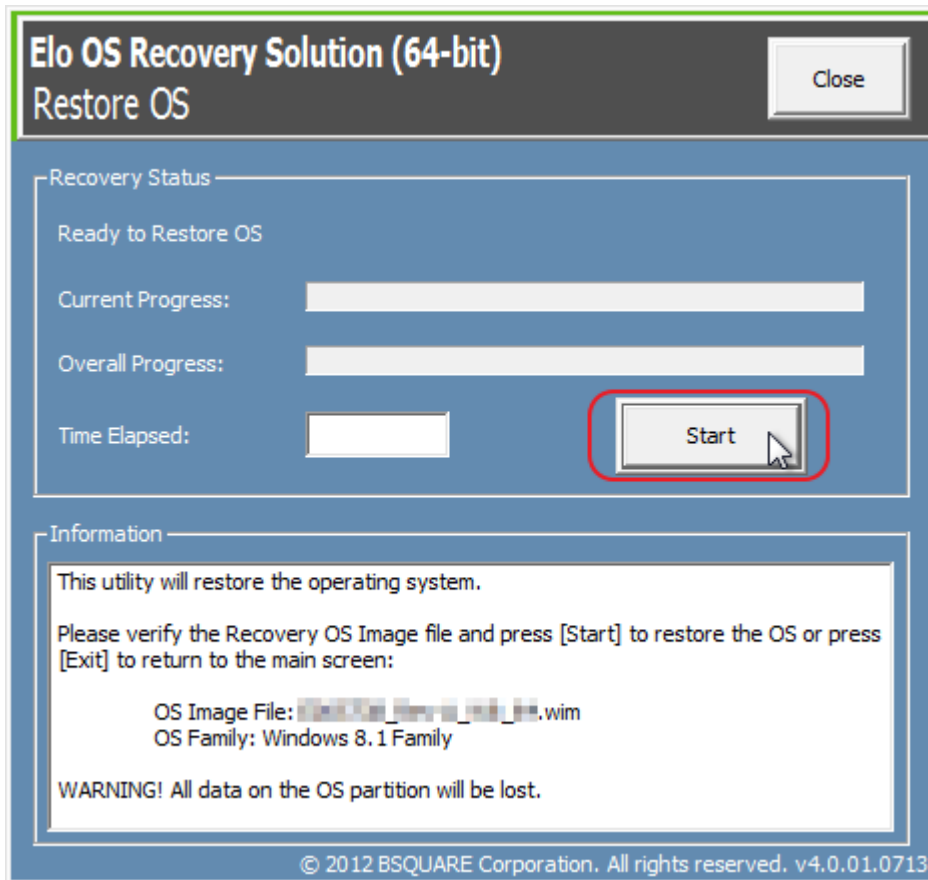 Elo OS Recovery Solution (64-bit)
Restore OS
Close
Recovery Status
Ready to Restore OS
Current Progress:
Overall Progress:
Time Elapsed:
Start
Information
This utility will restore the operating system.
Please verify the Recovery OS Image file and press [Start] to restore the OS or press
[Exit] to return to the main screen:
OS Image File: .wim
OS Family: Windows 8.1 Family
WARNING! All data on the OS partition will be lost.
© 2012 BSQUARE Corporation. All rights reserved. v4.0.01.0713